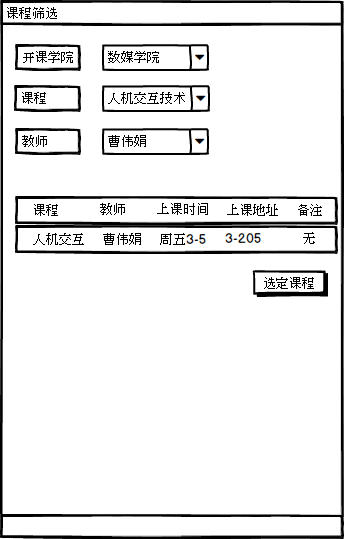 课程筛选
开课学院 数媒学院
课程 人机交互技术
教师 曹伟娟
课程 教师 上课时间 上课地址 备注
人机交互 曹伟娟 周五3-5 3-205 无
选定课程